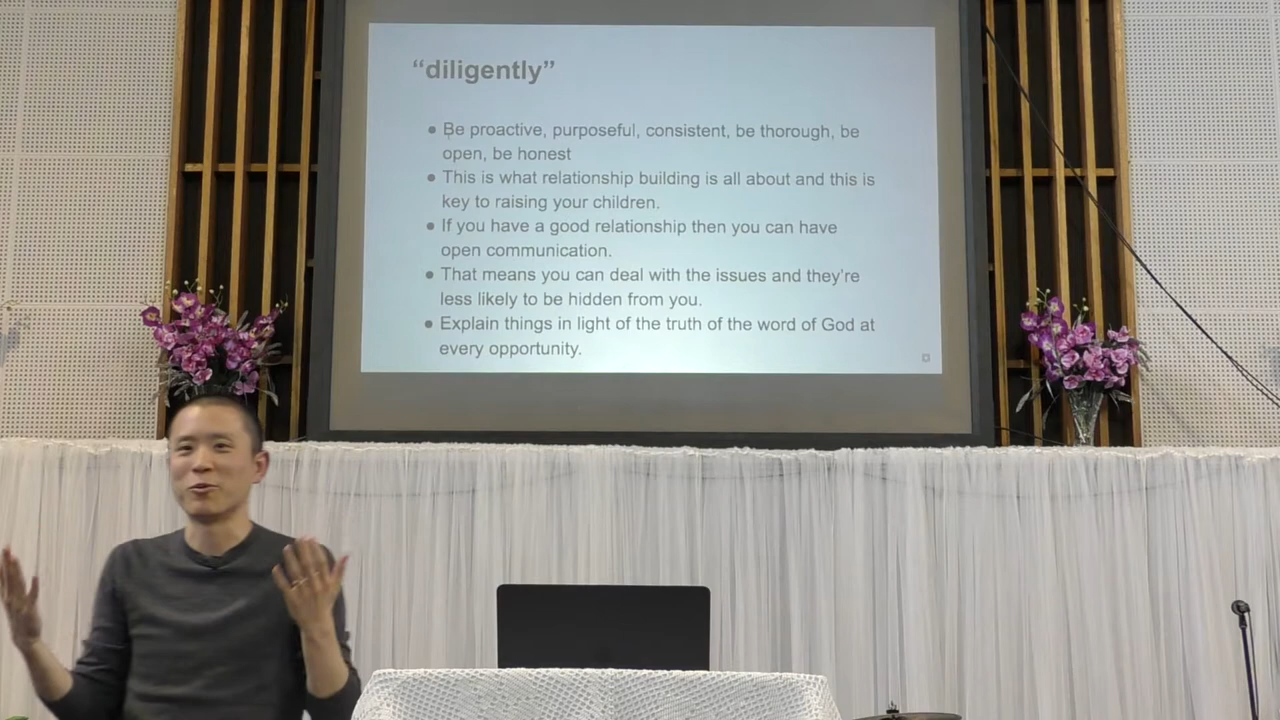 “diligently”
● Be proactive, purposeful, consistent, be thorough, be
open, be honest
● This is what relationship building is all about and this is
key to raising your children.
● If you have a good relationship then you can have
open communication.
● That means you can deal with the issues and they’re
less likely to be hidden from you.
● Explain things in light of the truth of the word of God at
every opportunity.